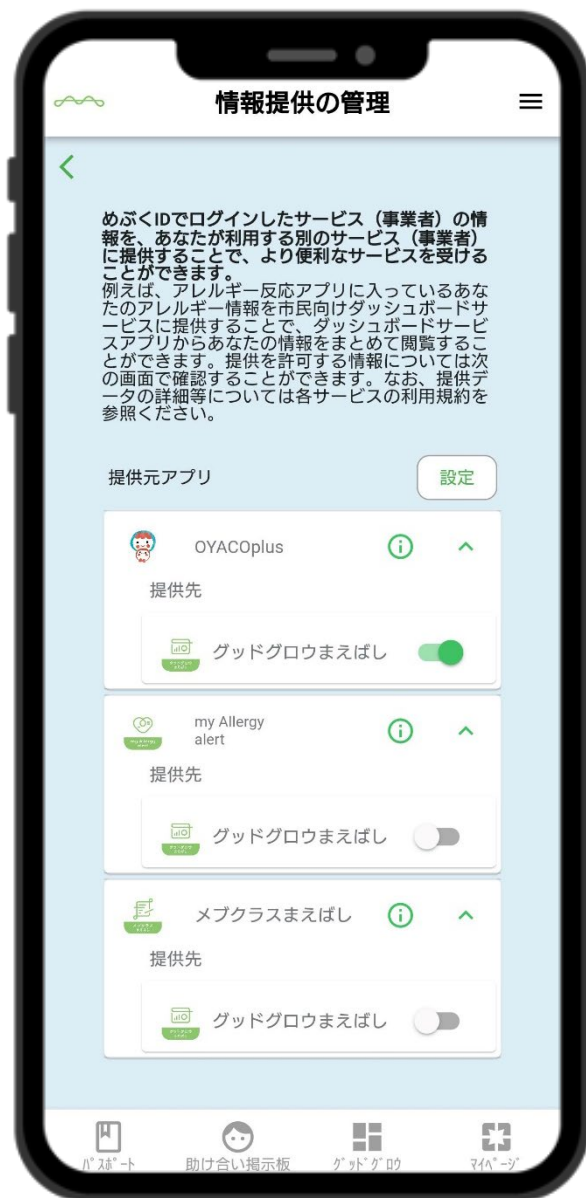 情報提供の管理
めぶくIDでログインしたサービス（事業者）の情
報を、あなたが利用する別のサービス（事業者）
に提供することで、より便利なサービスを受ける
ことができます。
例えば、アレルギー反応アプリに入っているあな
たのアレルギー情報を市民向けダッシュボードサ
ービスに提供することで、ダッシュボードサービ
スアプリからあなたの情報をまとめて閲覧するこ
とができます。提供を許可する情報については次
の画面で確認することができます。なお、提供デ
ータの詳細等については各サービスの利用規約を
参照ください。
提供元アプリ
設定
OYACOplus
提供先
グッドグロウまえばし
my Allergy
alert
提供先
グッドグロウまえばし
メブクラスまえばし
提供先
グッドグロウまえばし
ﾊﾟｽﾎﾟｰﾄ
助け合い掲示板
ｸﾞｯﾄﾞｸﾞﾛｳ
ﾏｲﾍﾟｰｼﾞ